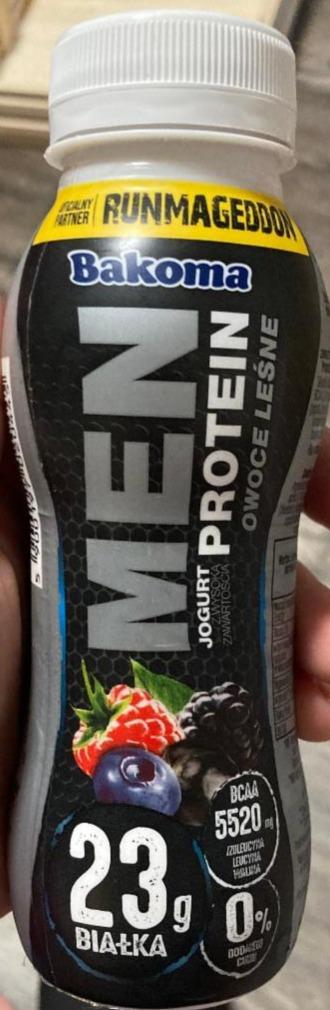 OFICJALNY
PARTNER
RUNMAGEDDON
Bakoma
MEN
JOGURT
Z WYSOKĄ
ZAWARTOŚCIĄ
PROTEIN
OWOCE LEŚNE
BCAA
5520 mg
IZOLEUCYNA
LEUCYNA
WALINA
23g
BIAŁKA
0%
DODANEGO
CUKRU